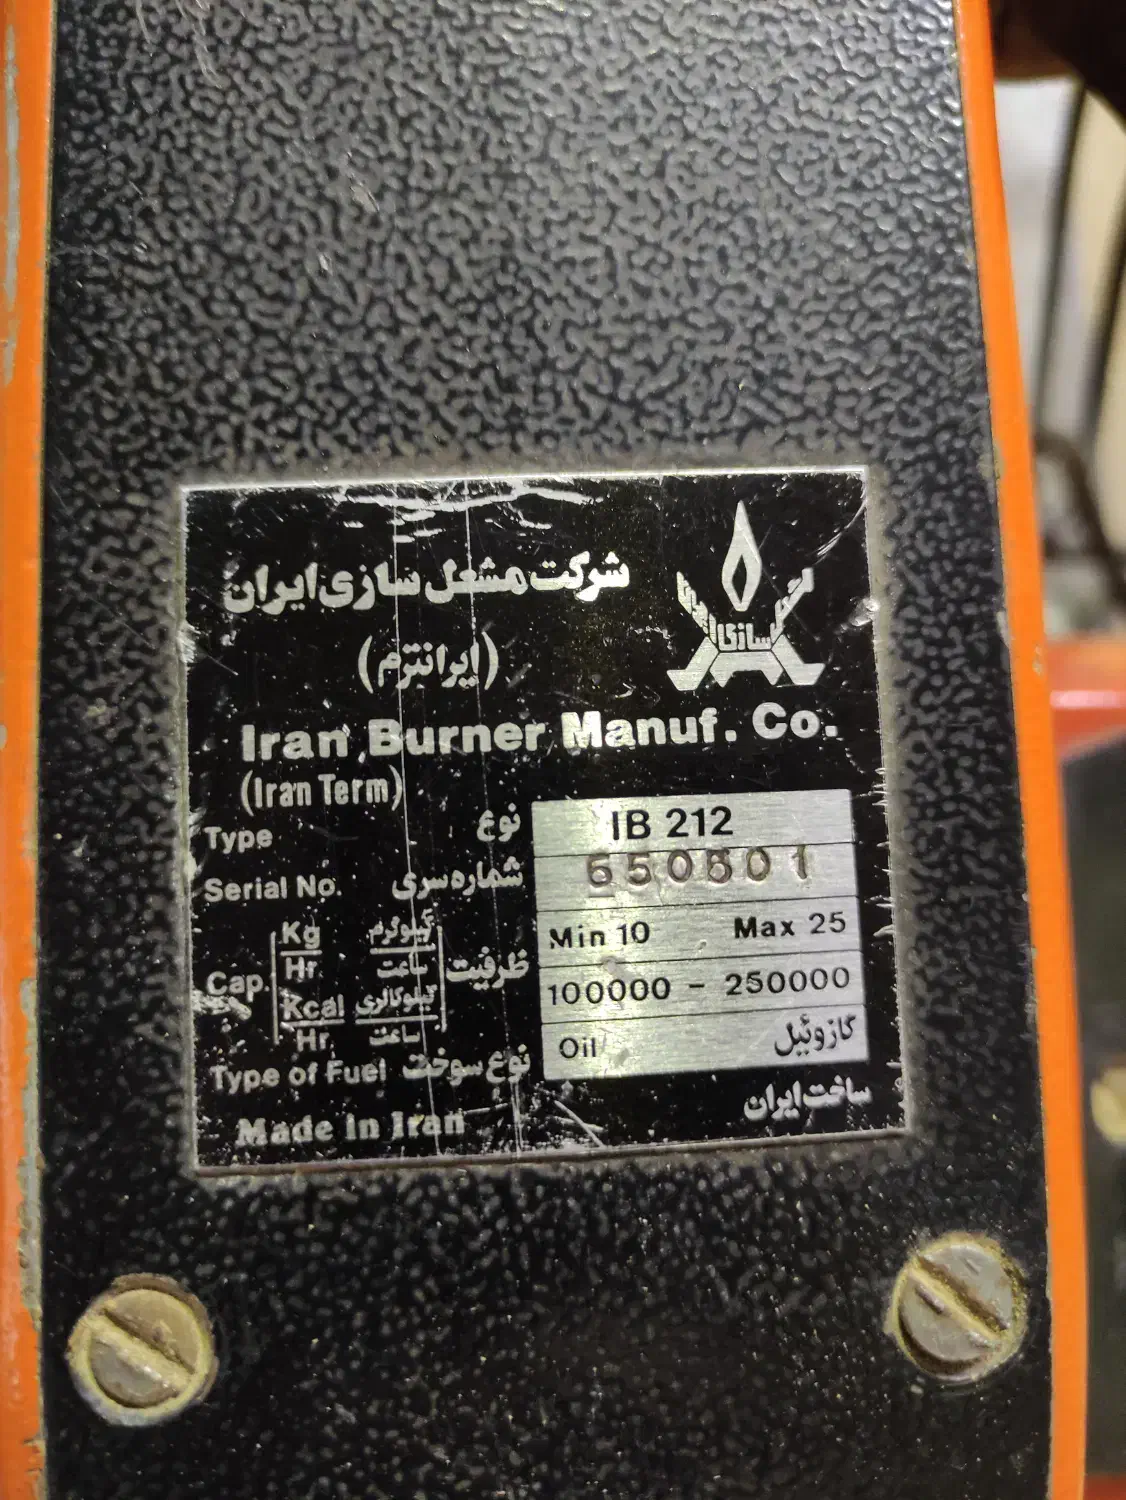 شرکت مشعل سازی ایران
سازی
(ایرانترم)
Iran Burner Manuf. Co.
(Iran Term)
Type نوع IB 212
Serial No. شماره سری 550501
Cap. Kg/Hr کیلوگرم/ساعت ظرفیت Min 10 Max 25
Kcal/Hr کیلوکالری/ساعت 100000 - 250000
Type of Fuel نوع سوخت Oil گازوئیل
Made in Iran ساخت ایران